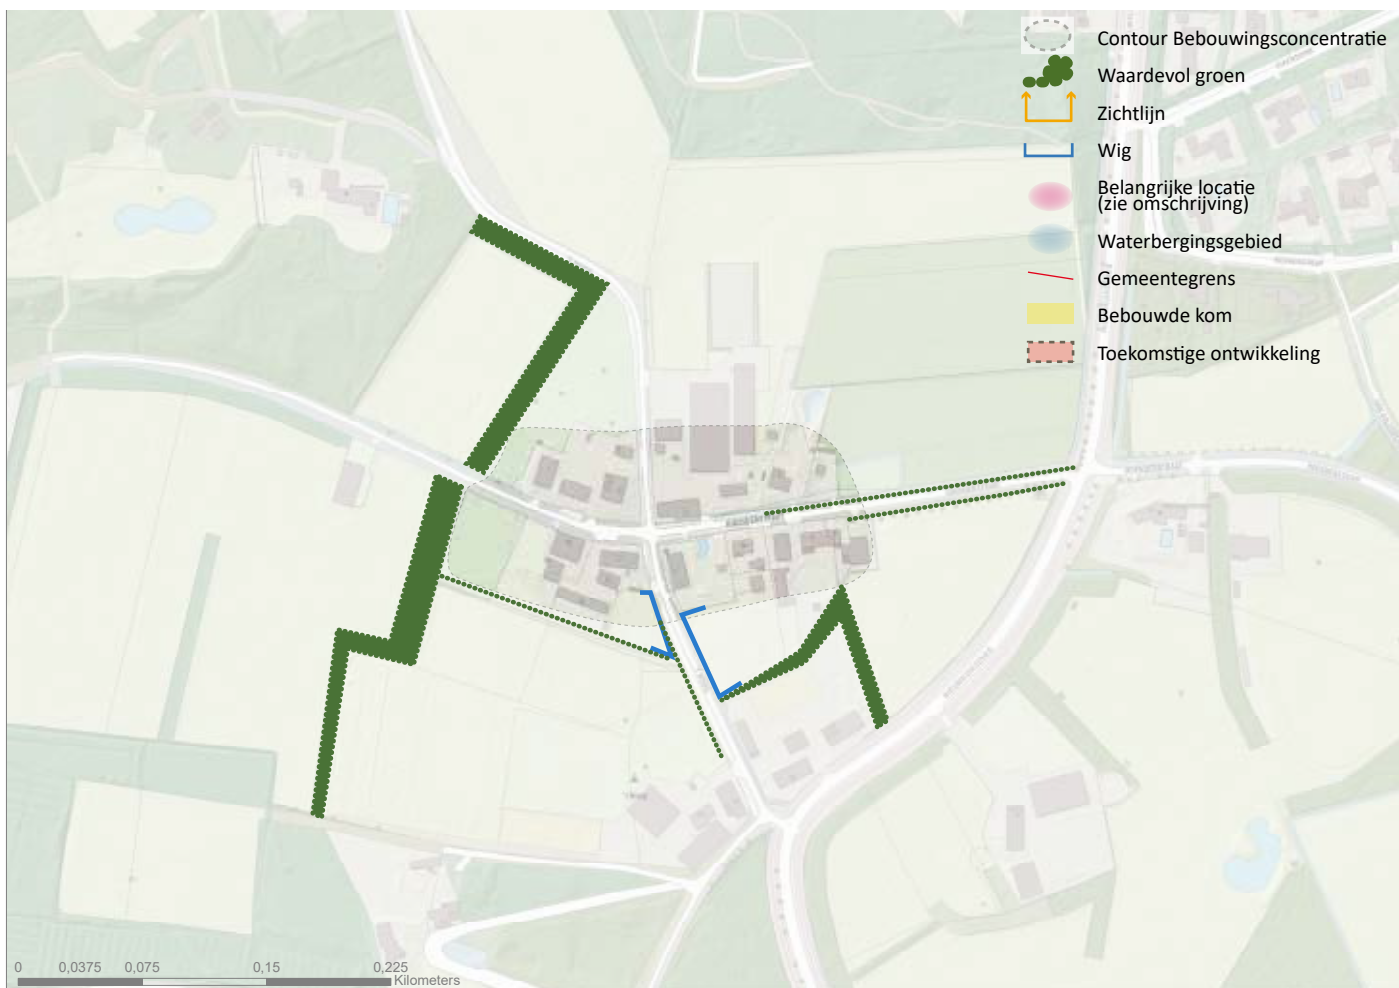 Contour Bebouwingsconcentratie
Waardevol groen
Zichtlijn
Wig
Belangrijke locatie
(zie omschrijving)
Waterbergingsgebied
Gemeentegrens
Bebouwde kom
Toekomstige ontwikkeling
0 0,0375 0,075 0,15 0,225
Kilometers